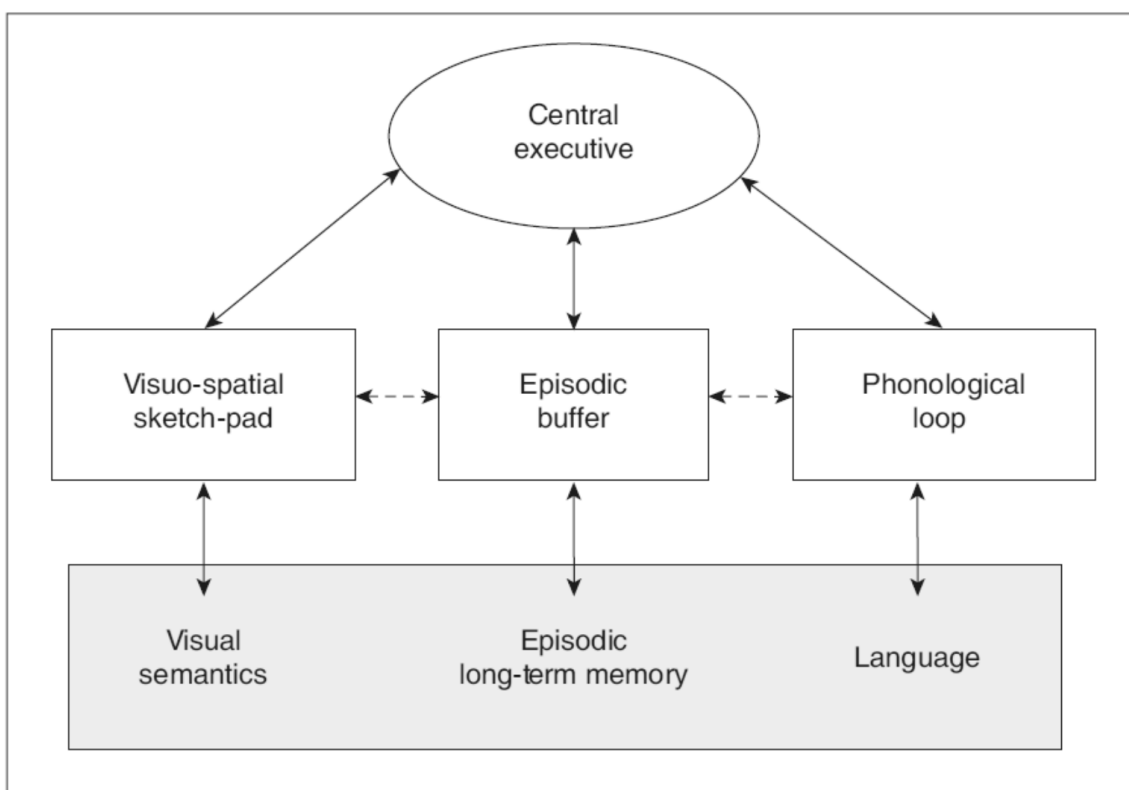 Central
executive
Visuo-spatial
sketch-pad
Episodic
buffer
Phonological
loop
Visual
semantics
Episodic
long-term memory
Language